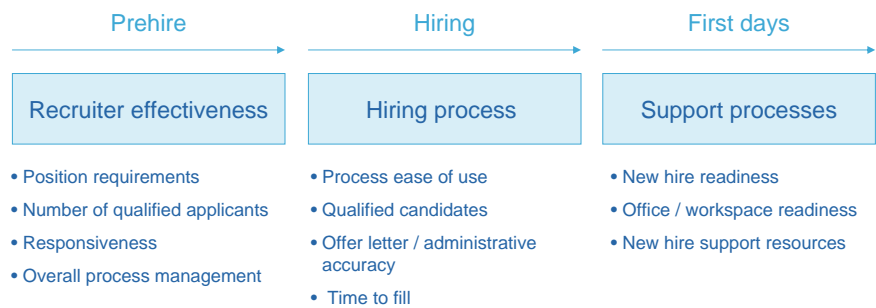 Prehire
Hiring
First days
Recruiter effectiveness
Hiring process
Support processes
• Position requirements
• Number of qualified applicants
• Responsiveness
• Overall process management
• Process ease of use
• Qualified candidates
• Offer letter / administrative
accuracy
• Time to fill
• New hire readiness
• Office / workspace readiness
• New hire support resources